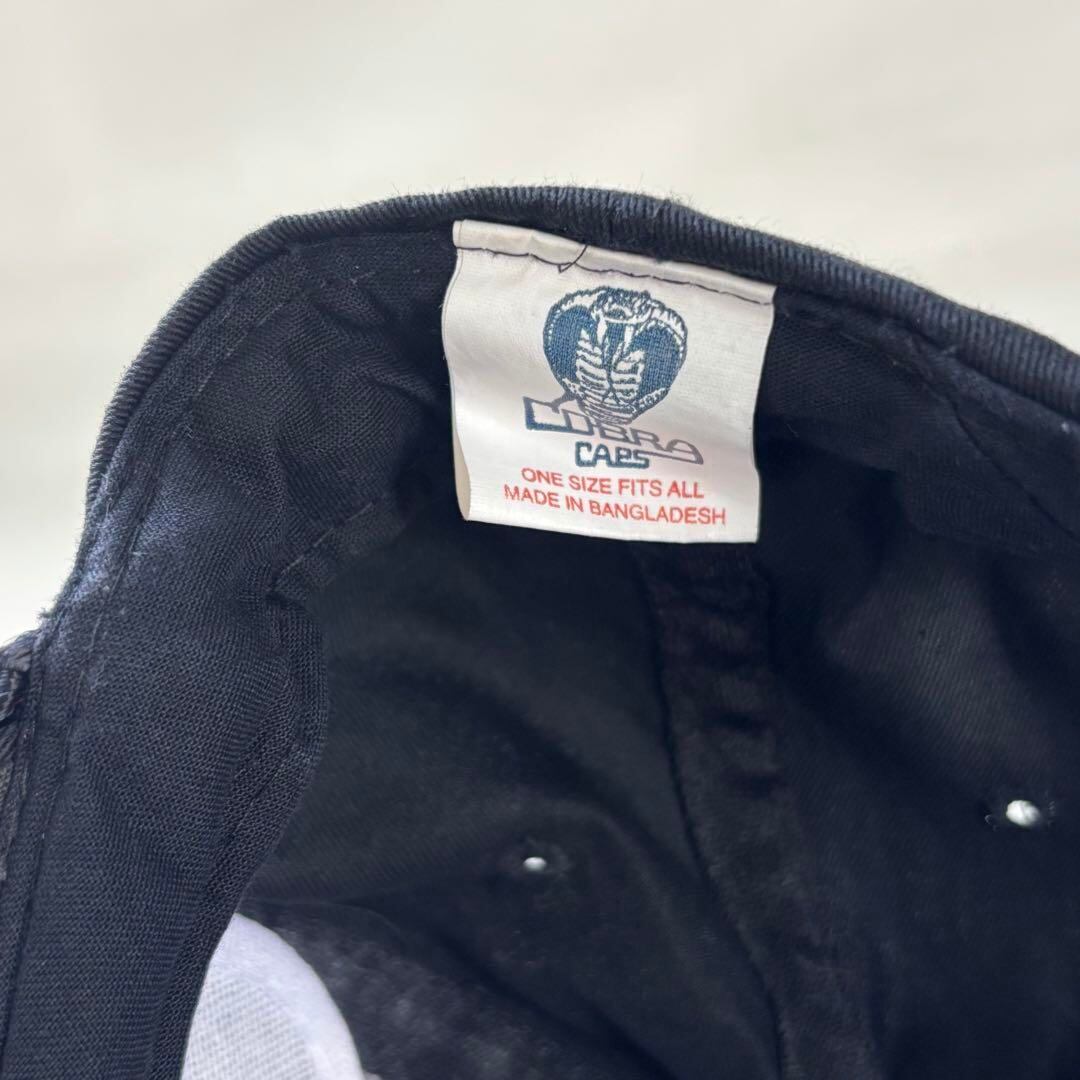 COBRA
CAPS
ONE SIZE FITS ALL
MADE IN BANGLADESH